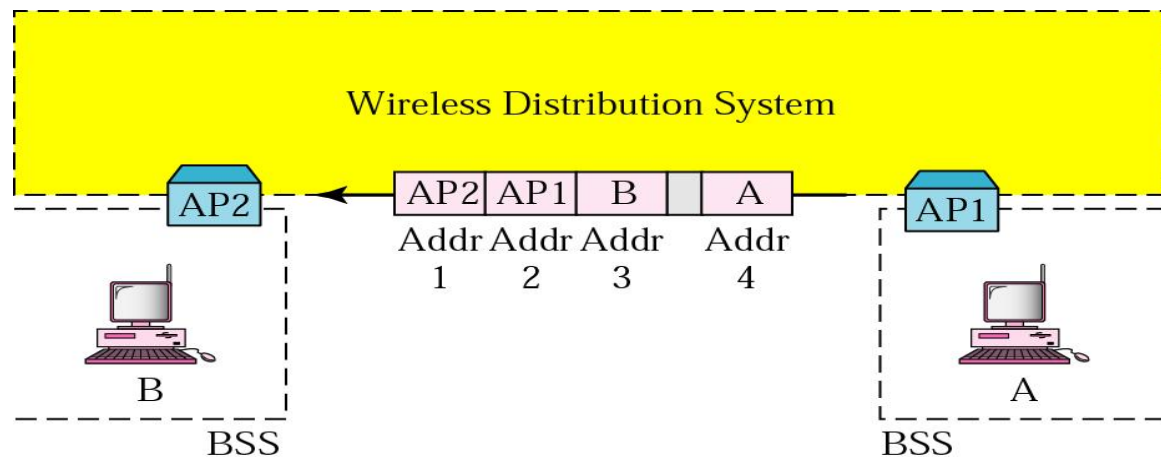 Wireless Distribution System
AP2 AP2 AP1 B A AP1
Addr Addr Addr Addr
1 2 3 4
B A
BSS BSS